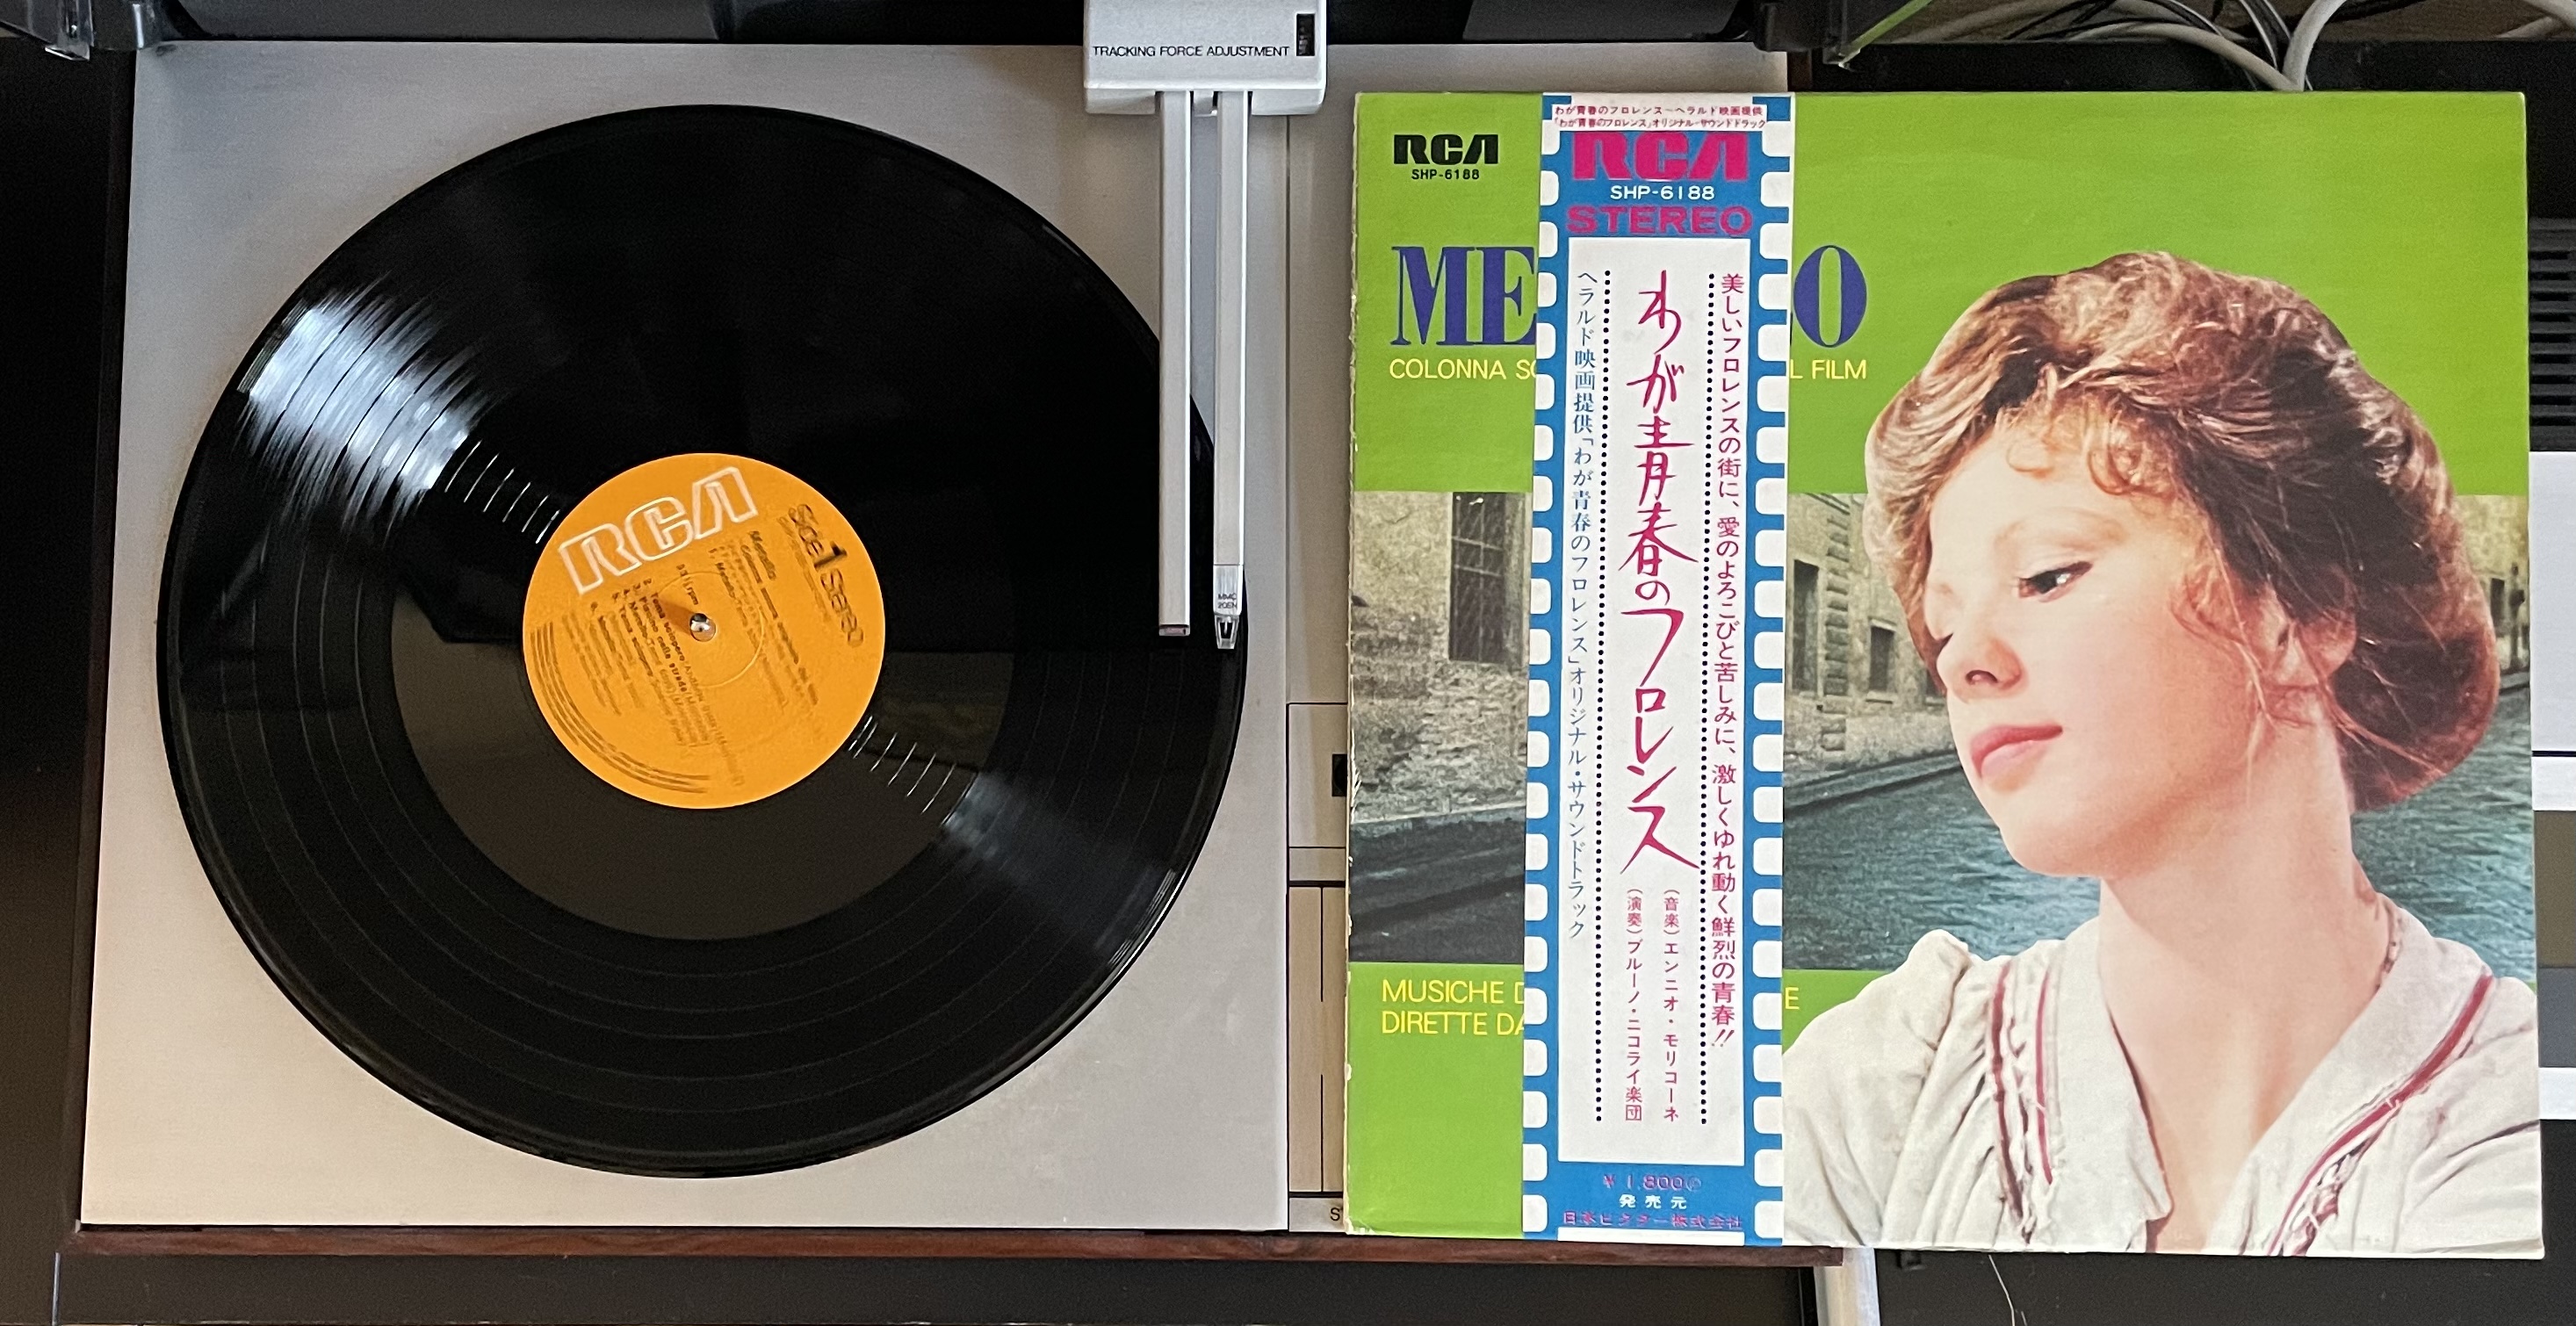 TRACKING FORCE ADJUSTMENT
MMC
20EN
RCA
Side 1 Stereo
33 1/3 rpm
Metello
RCA
SHP-6188
ME
O
COLONNA SO
L FILM
MUSICHE D
E
DIRETTE DA
わが青春のフロレンス―ヘラルド映画提供
「わが青春のフロレンス」オリジナル・サウンドトラック
RCA
SHP-6188
STEREO
美しいフロレンスの街に、愛のよろこびと苦しみに、激しくゆれ動く鮮烈の青春!!
わが青春のフロレンス
(音楽)エンニオ・モリコーネ
(演奏)ブルーノ・ニコライ楽団
ヘラルド映画提供「わが青春のフロレンス」オリジナル・サウンドトラック
¥1,800
発売元
日本ビクター株式会社